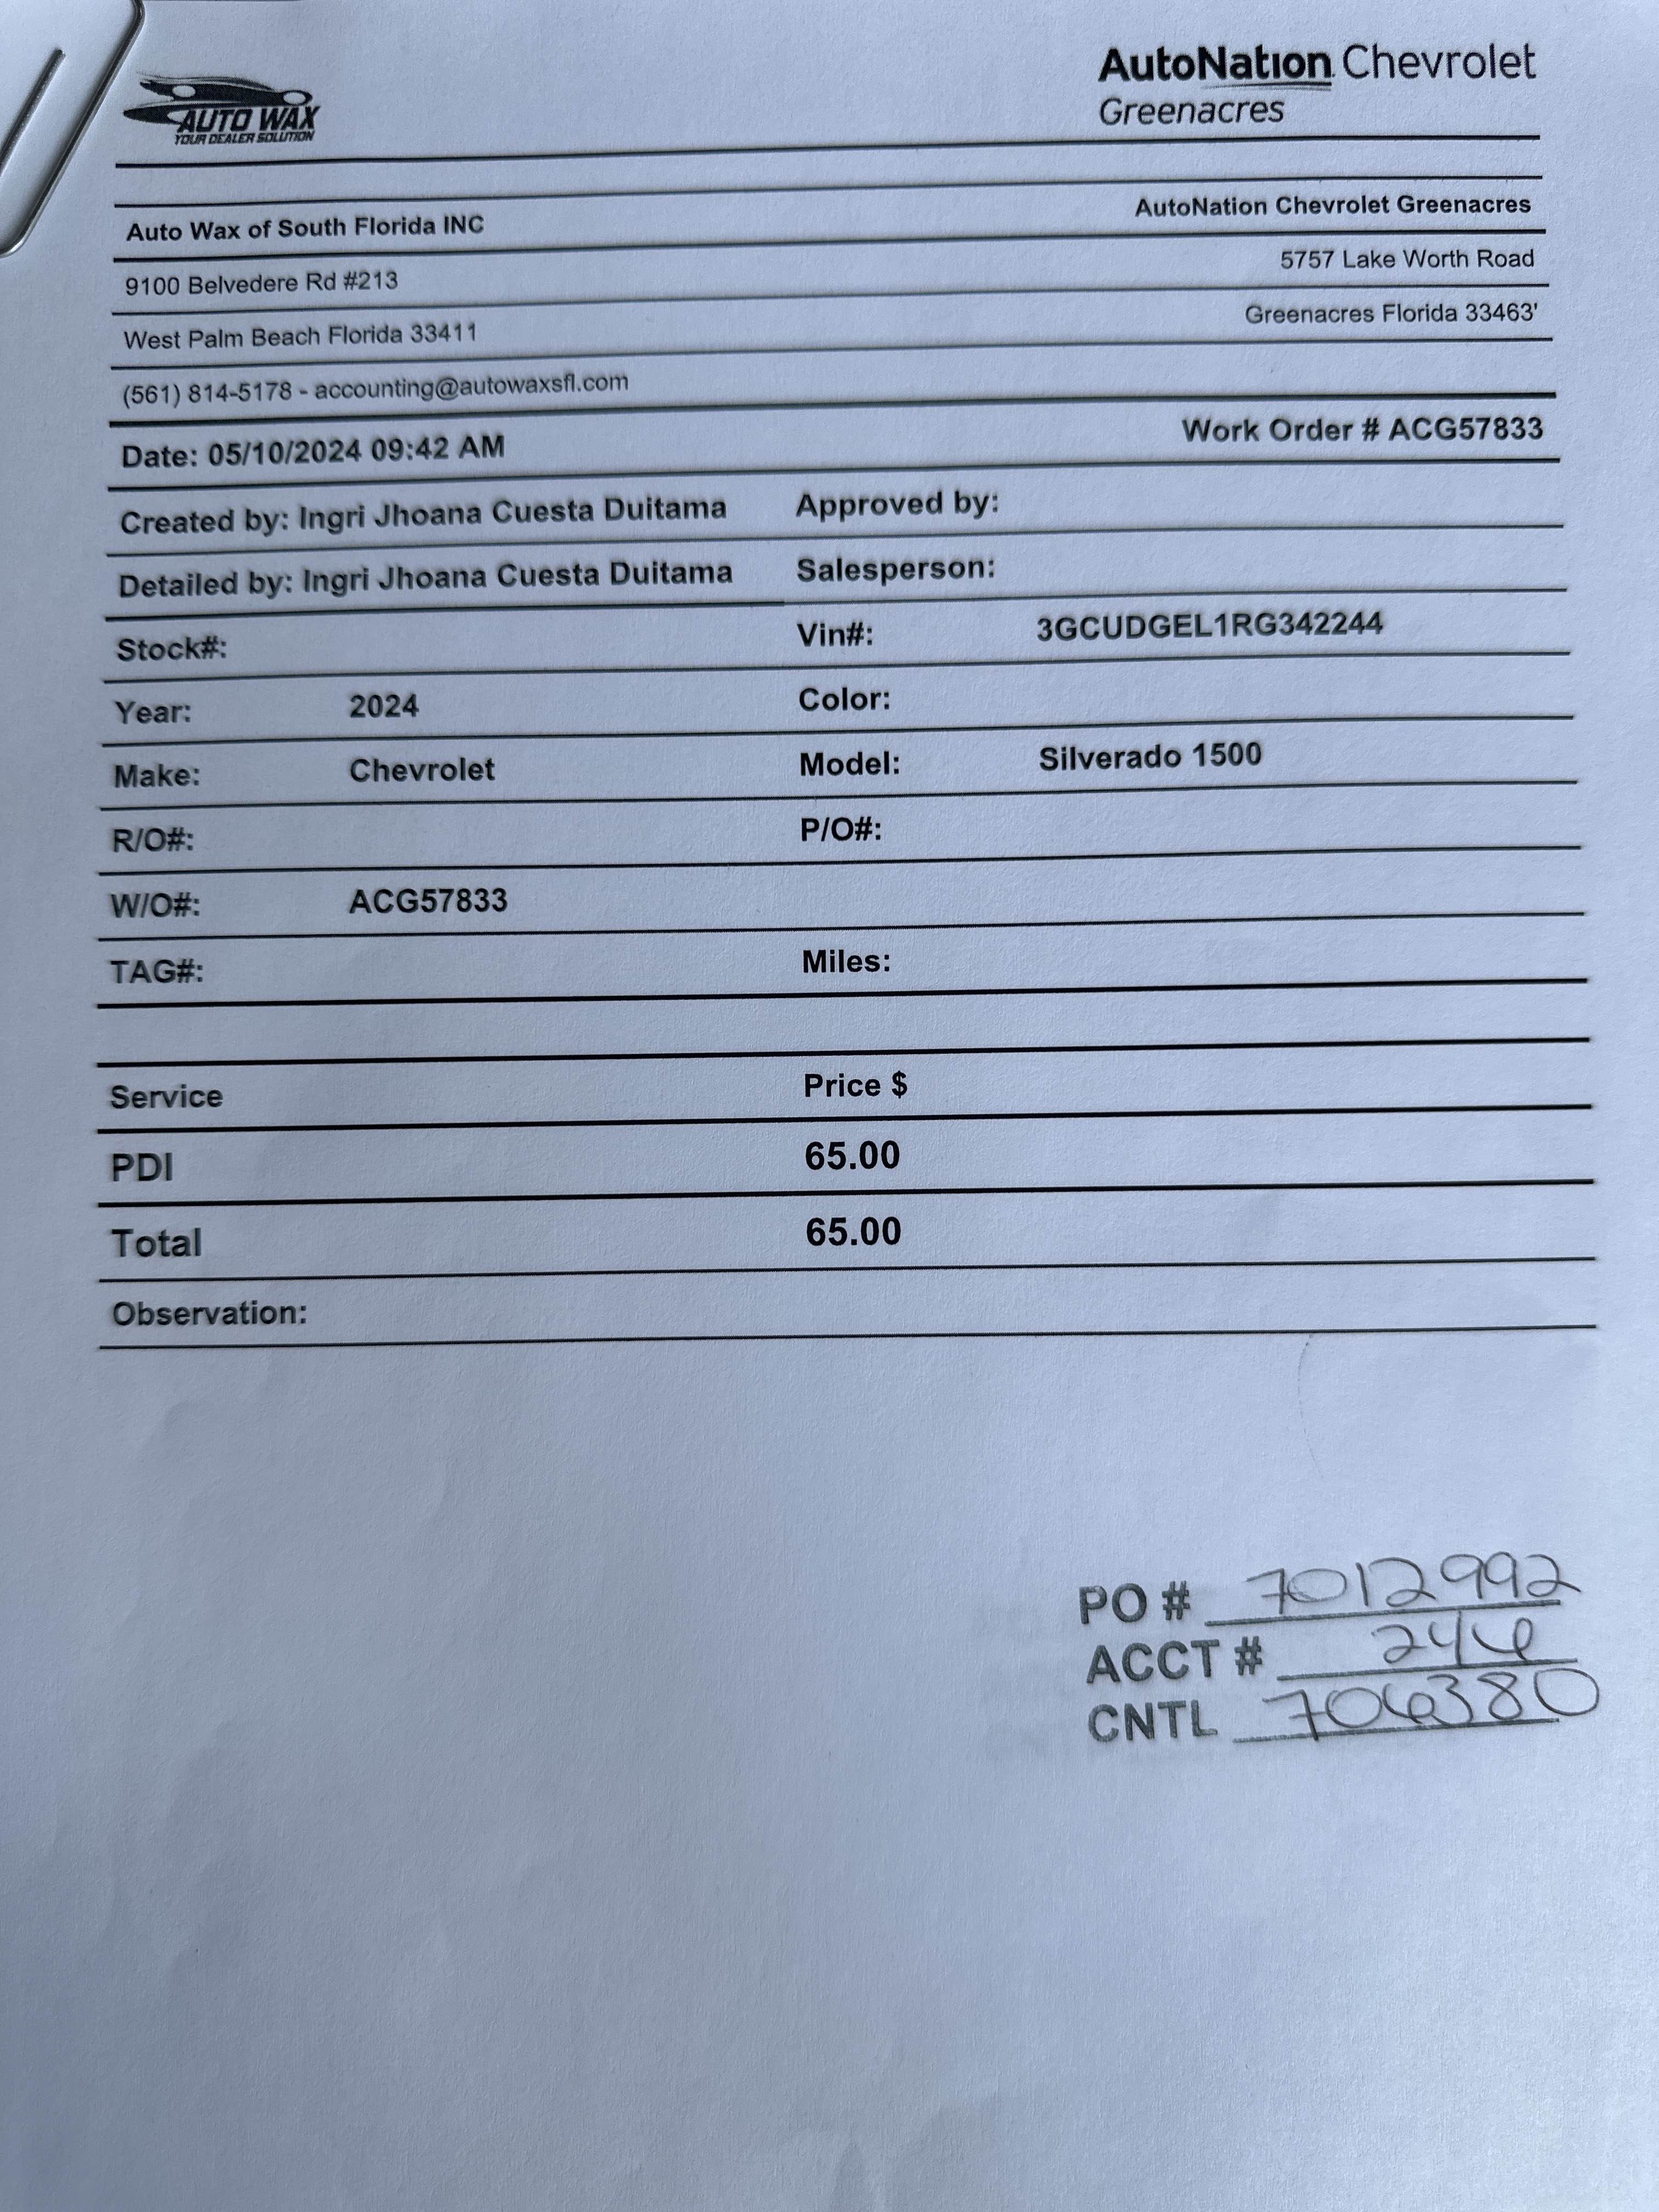 AUTO WAX
YOUR DEALER SOLUTION
AutoNation Chevrolet
Greenacres
Auto Wax of South Florida INC
AutoNation Chevrolet Greenacres
9100 Belvedere Rd #213
5757 Lake Worth Road
West Palm Beach Florida 33411
Greenacres Florida 33463'
(561) 814-5178 - accounting@autowaxsfl.com
Date: 05/10/2024 09:42 AM
Work Order # ACG57833
Created by: Ingri Jhoana Cuesta Duitama Approved by:
Detailed by: Ingri Jhoana Cuesta Duitama Salesperson:
Stock#: Vin#: 3GCUDGEL1RG342244
Year: 2024 Color:
Make: Chevrolet Model: Silverado 1500
R/O#: P/O#:
W/O#: ACG57833
TAG#: Miles:
Service Price $
PDI 65.00
Total 65.00
Observation:
PO # 7012992
ACCT # 246
CNTL 706380